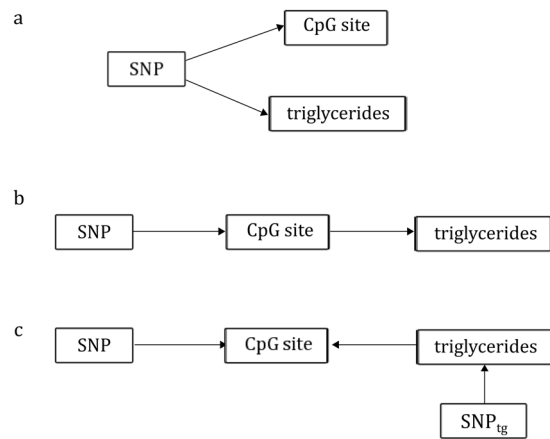 a
CpG site
SNP
triglycerides
b
SNP
CpG site
triglycerides
c
SNP
CpG site
triglycerides
SNPtg